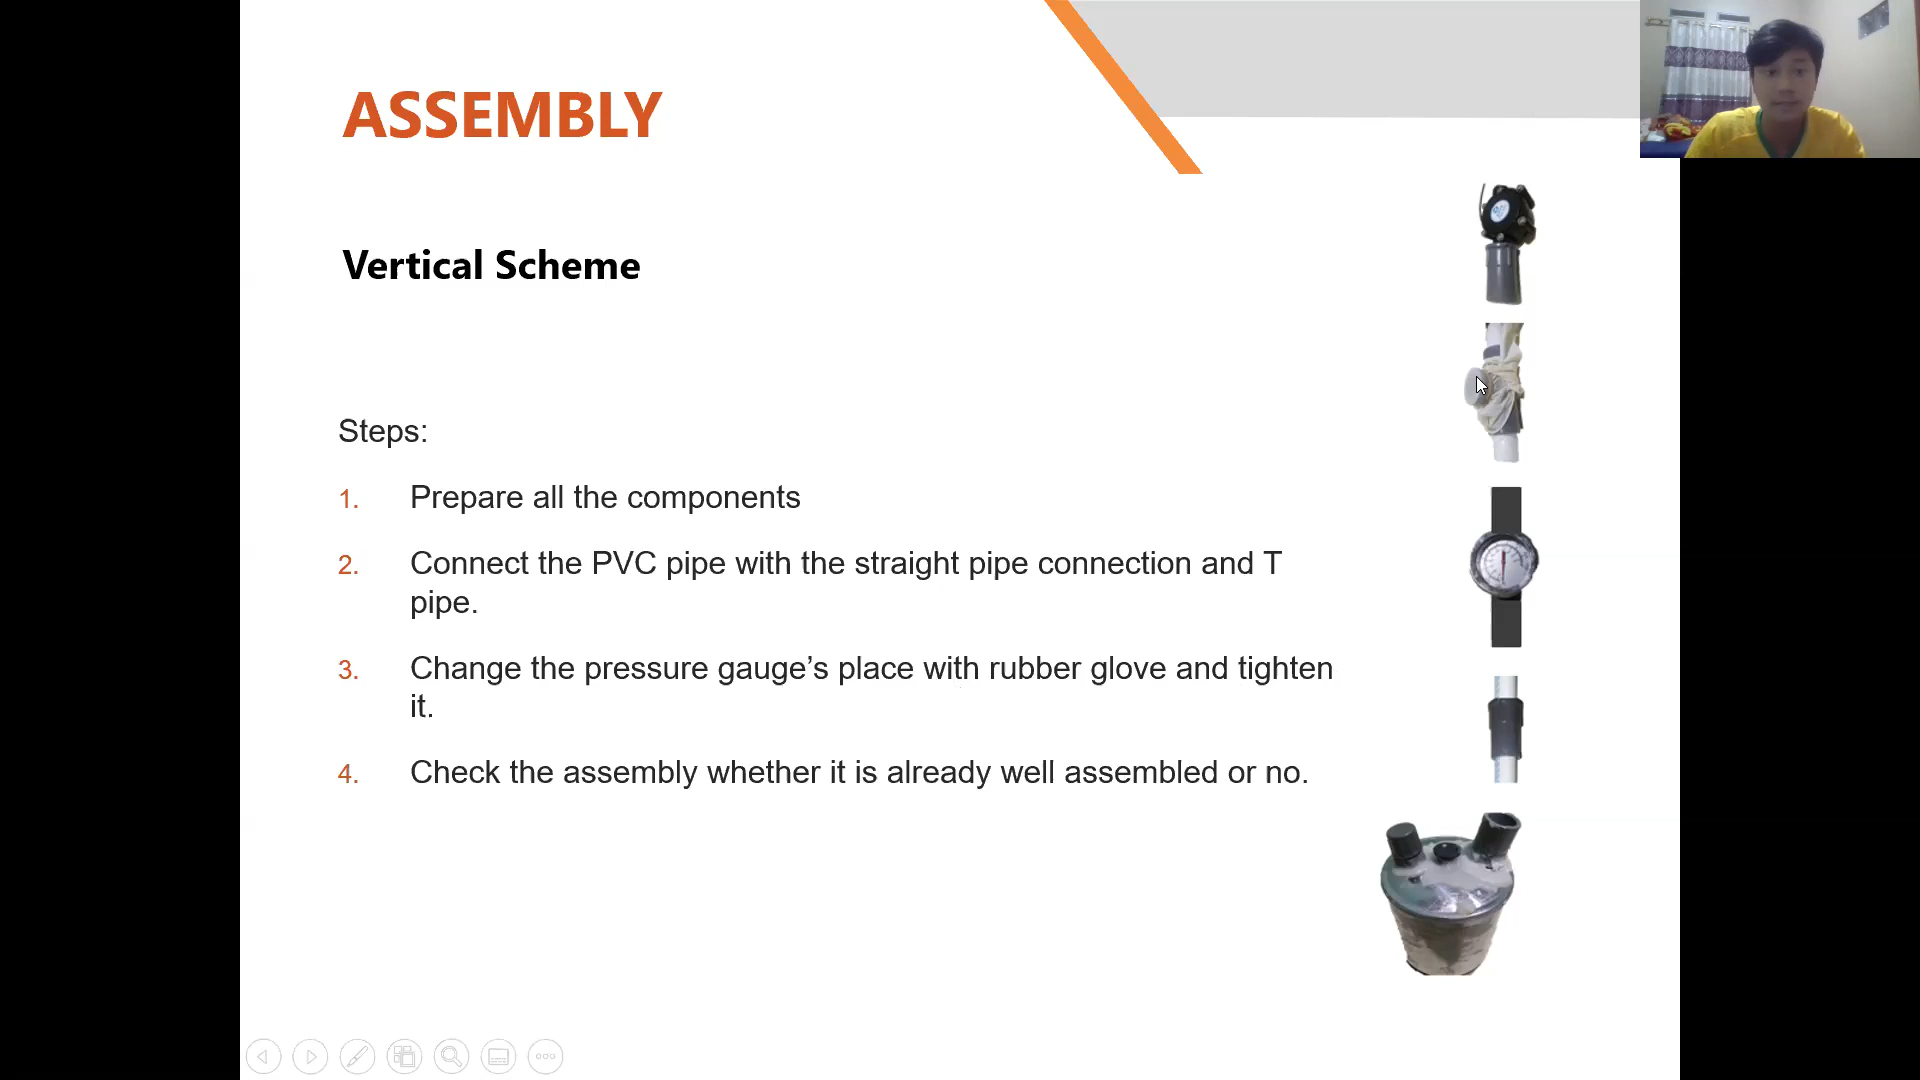 ASSEMBLY
Vertical Scheme
Steps:
1. Prepare all the components
2. Connect the PVC pipe with the straight pipe connection and T
pipe.
3. Change the pressure gauge’s place with rubber glove and tighten
it.
4. Check the assembly whether it is already well assembled or no.